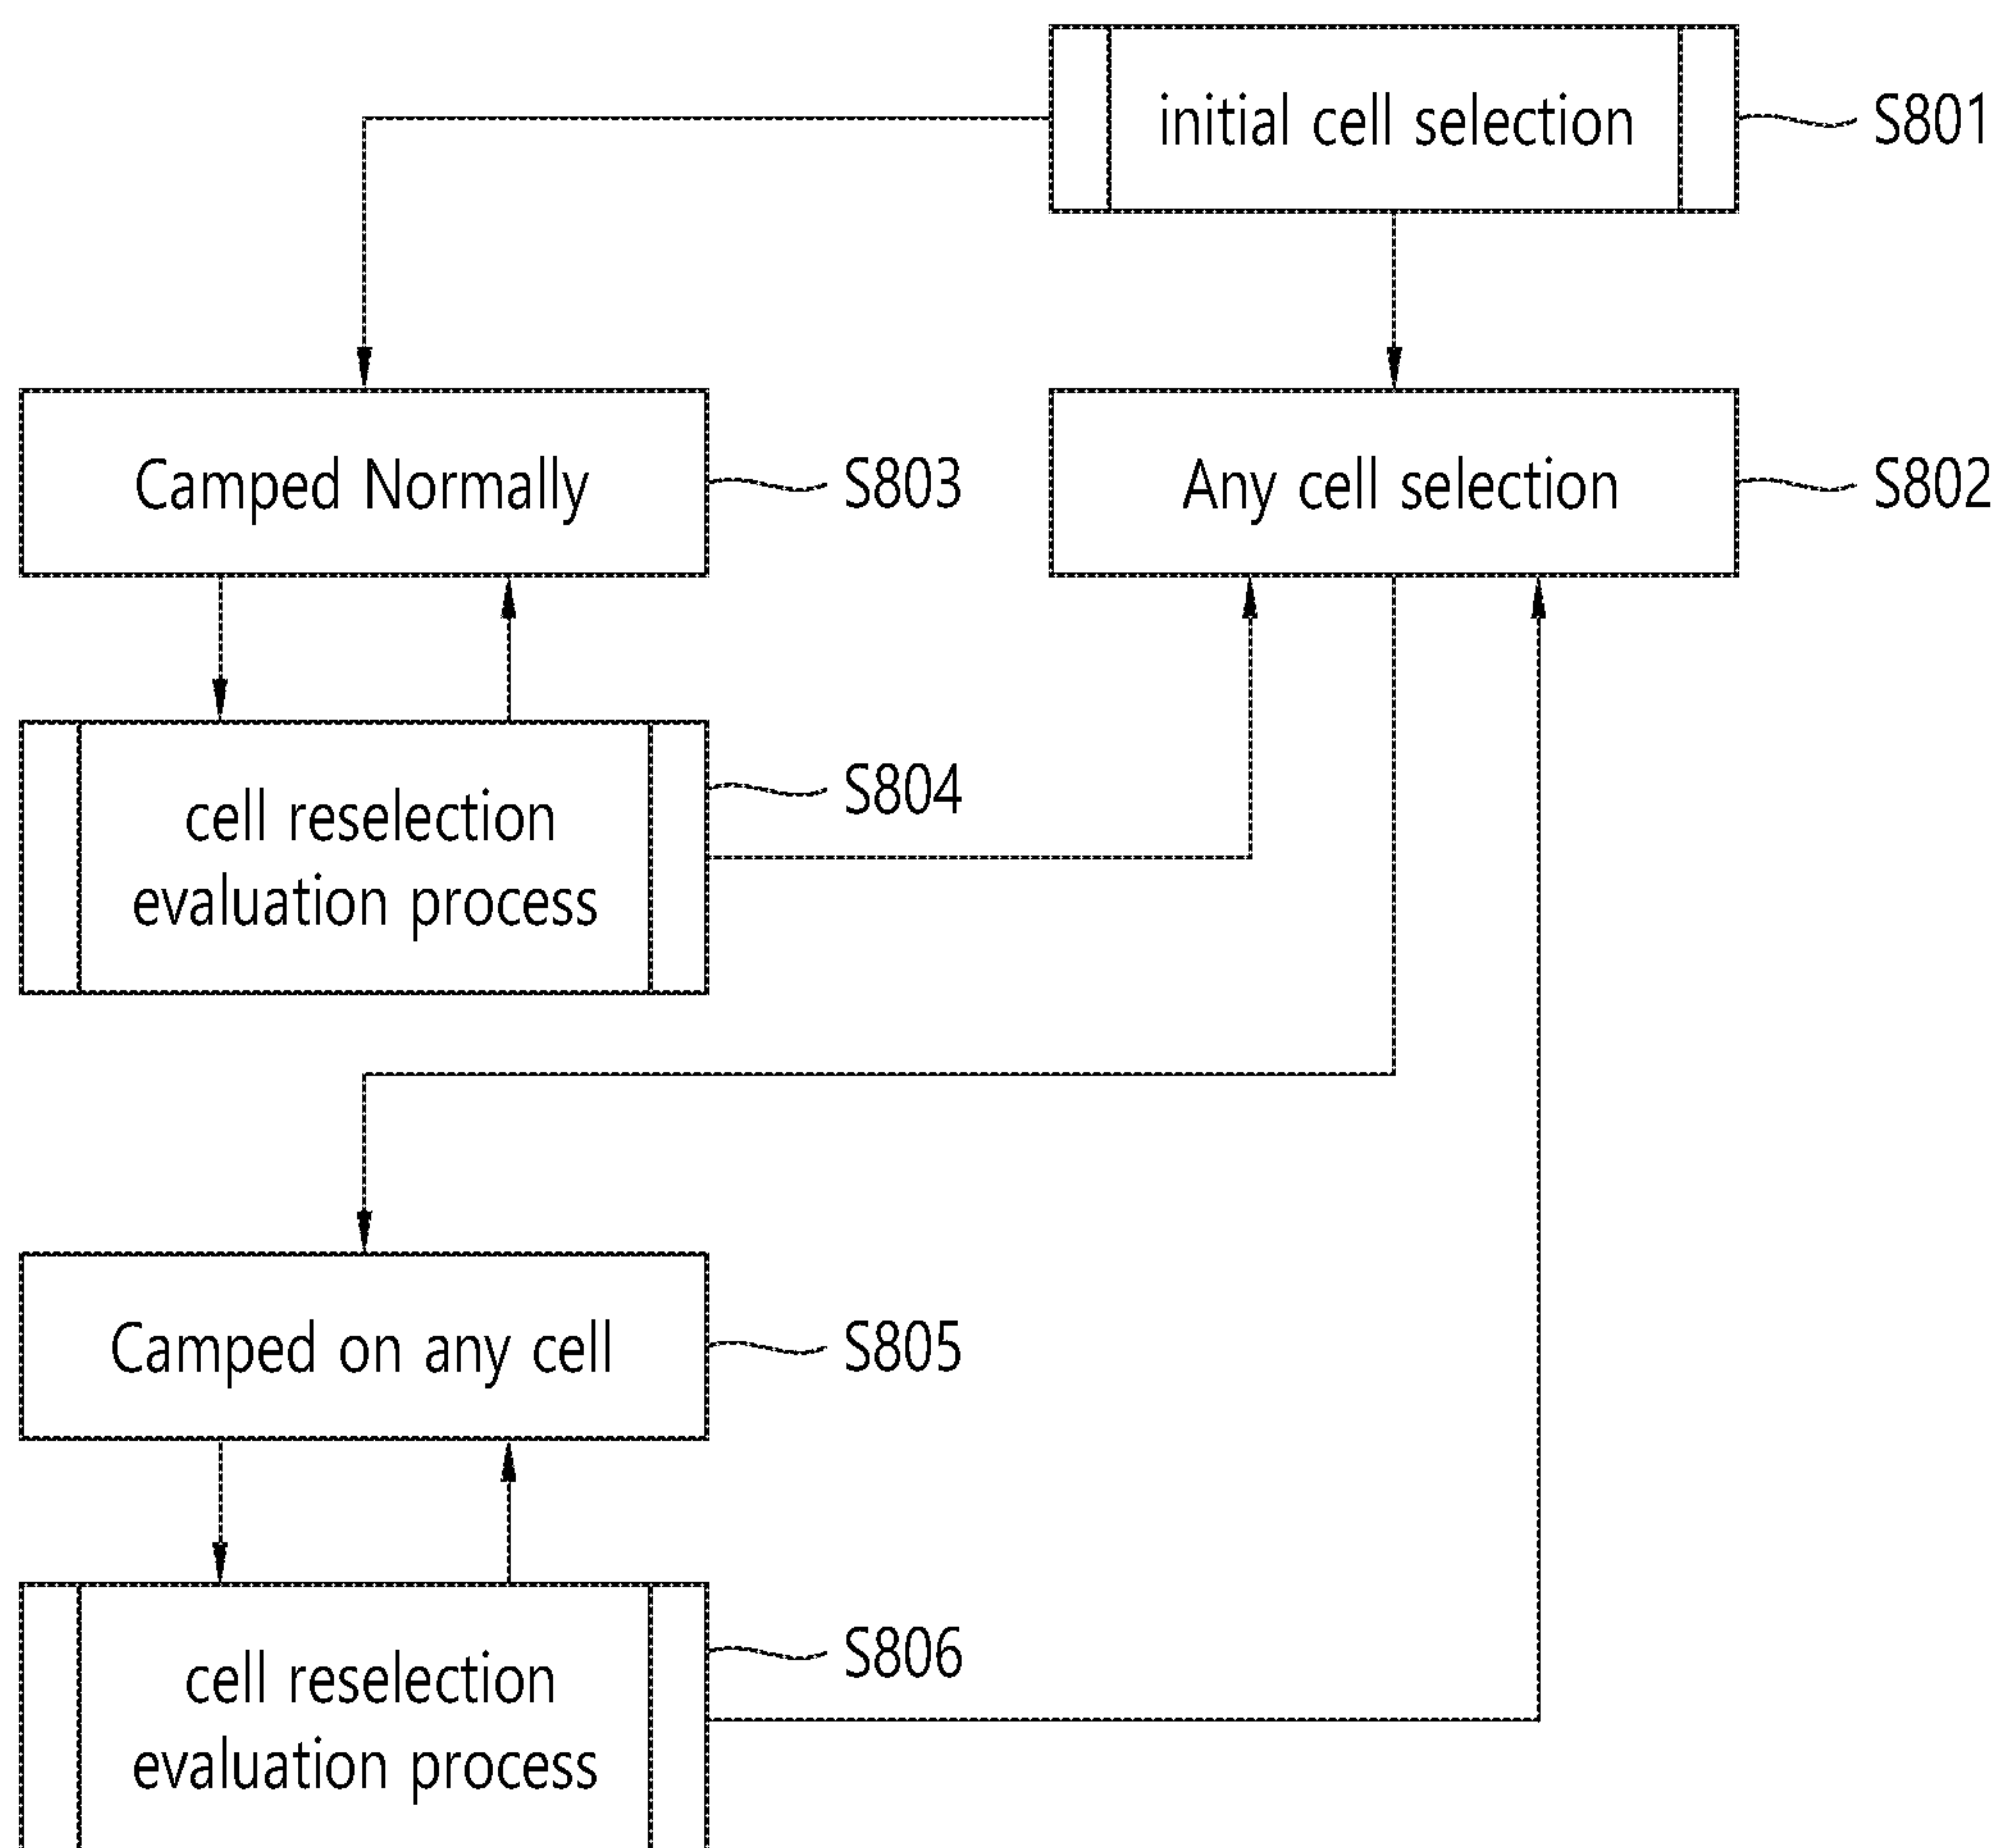 initial cell selection
S801
Camped Normally
S803
Any cell selection
S802
cell reselection
evaluation process
S804
Camped on any cell
S805
cell reselection
evaluation process
S806